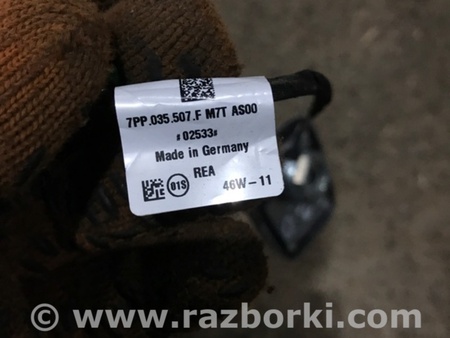 7PP.035.507.F M7T AS00
#02533#
Made in Germany
REA
01S
46W-11
© www.razborki.com